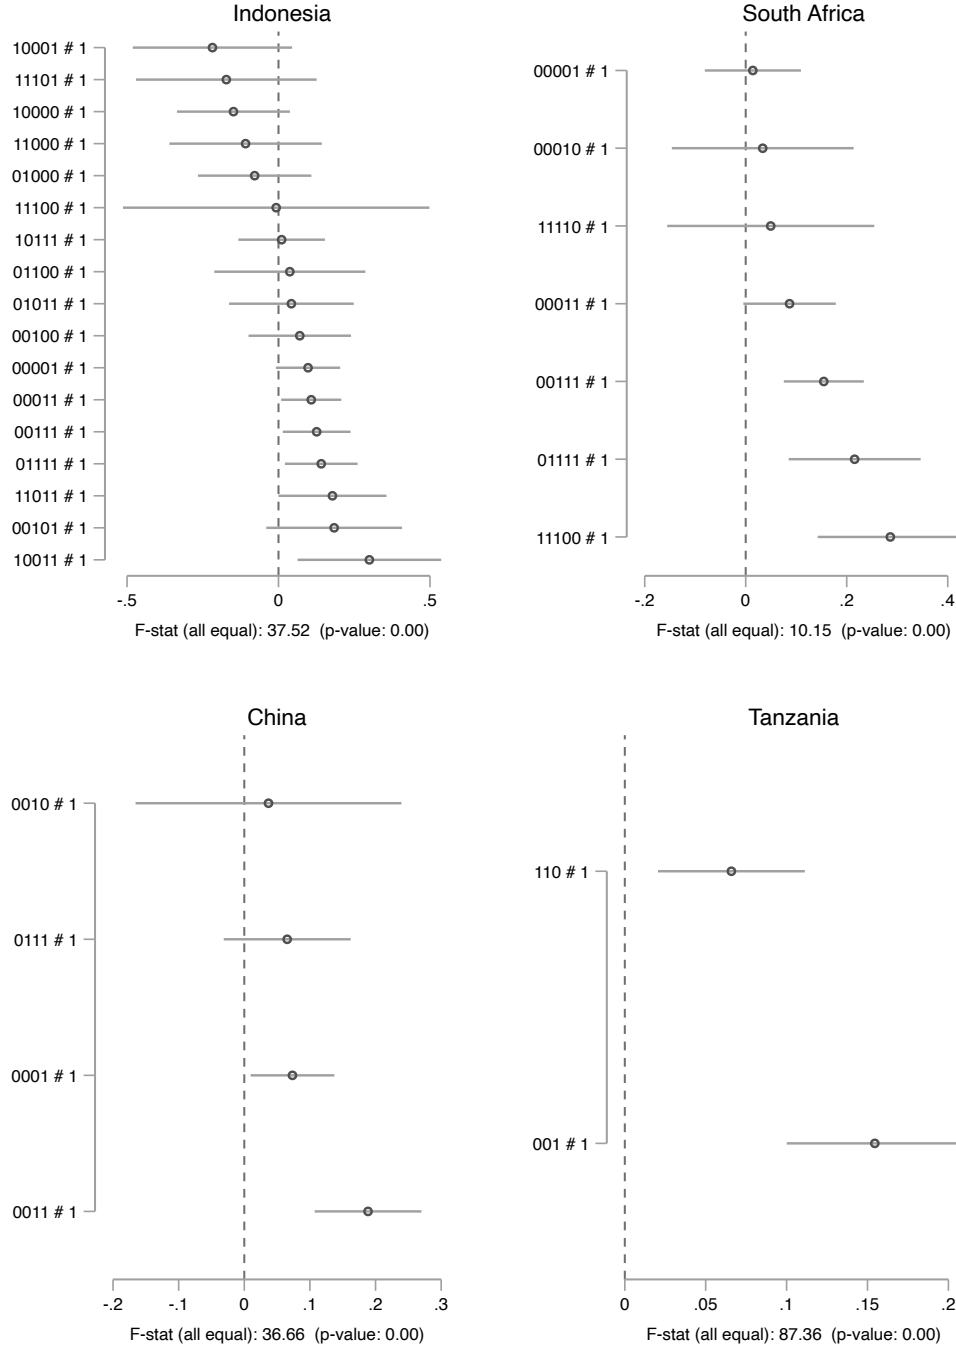 Indonesia
10001 # 1
11101 # 1
10000 # 1
11000 # 1
01000 # 1
11100 # 1
10111 # 1
01100 # 1
01011 # 1
00100 # 1
00001 # 1
00011 # 1
00111 # 1
01111 # 1
11011 # 1
00101 # 1
10011 # 1
-.5 0 .5
F-stat (all equal): 37.52 (p-value: 0.00)
South Africa
00001 # 1
00010 # 1
11110 # 1
00011 # 1
00111 # 1
01111 # 1
11100 # 1
-.2 0 .2 .4
F-stat (all equal): 10.15 (p-value: 0.00)
China
0010 # 1
0111 # 1
0001 # 1
0011 # 1
-.2 -.1 0 .1 .2 .3
F-stat (all equal): 36.66 (p-value: 0.00)
Tanzania
110 # 1
001 # 1
0 .05 .1 .15 .2
F-stat (all equal): 87.36 (p-value: 0.00)